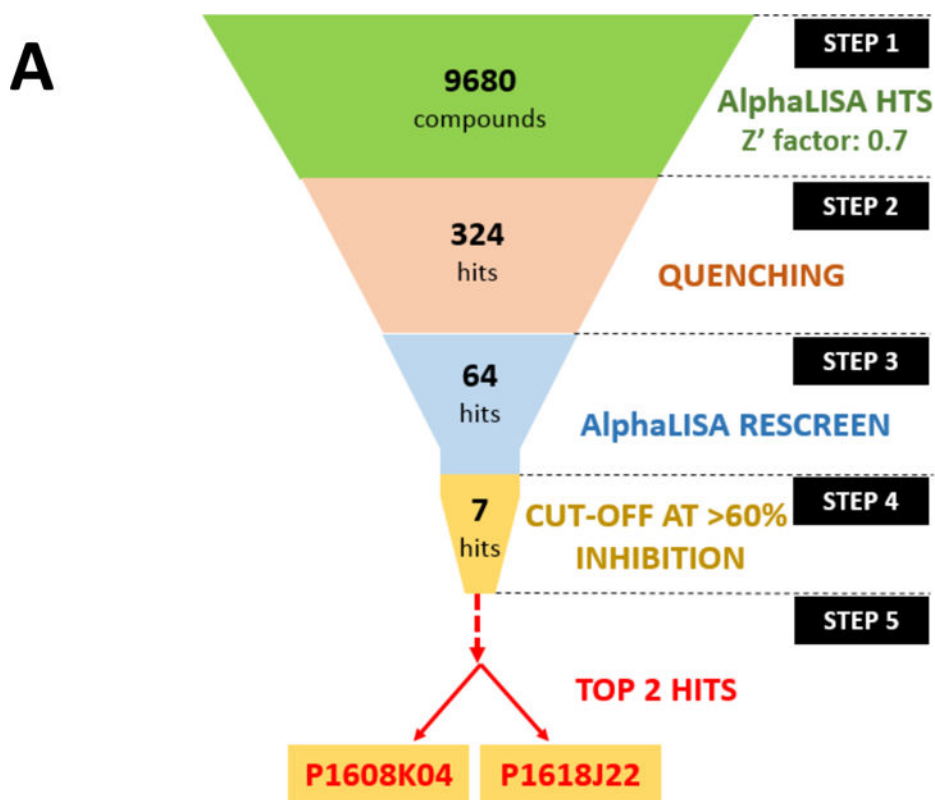 A
9680
compounds
STEP 1
AlphaLISA HTS
Z’ factor: 0.7
324
hits
STEP 2
QUENCHING
64
hits
STEP 3
AlphaLISA RESCREEN
7
hits
STEP 4
CUT-OFF AT >60%
INHIBITION
STEP 5
TOP 2 HITS
P1608K04
P1618J22